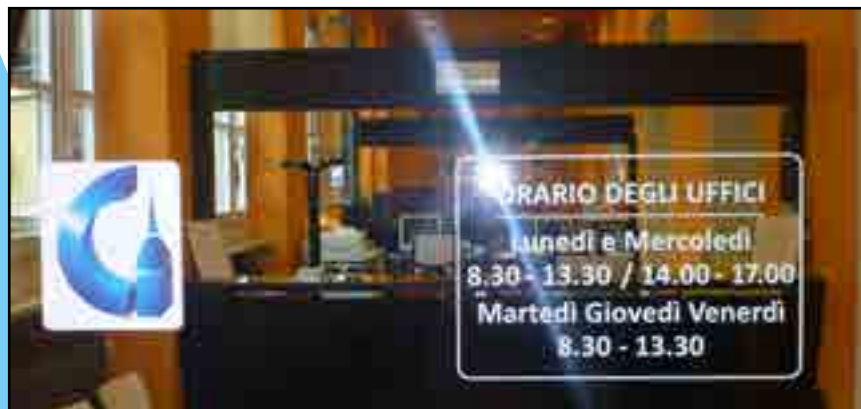 ORARIO DEGLI UFFICI
Lunedì e Mercoledì
8.30 - 13.30 / 14.00 - 17.00
Martedì Giovedì Venerdì
8.30 - 13.30